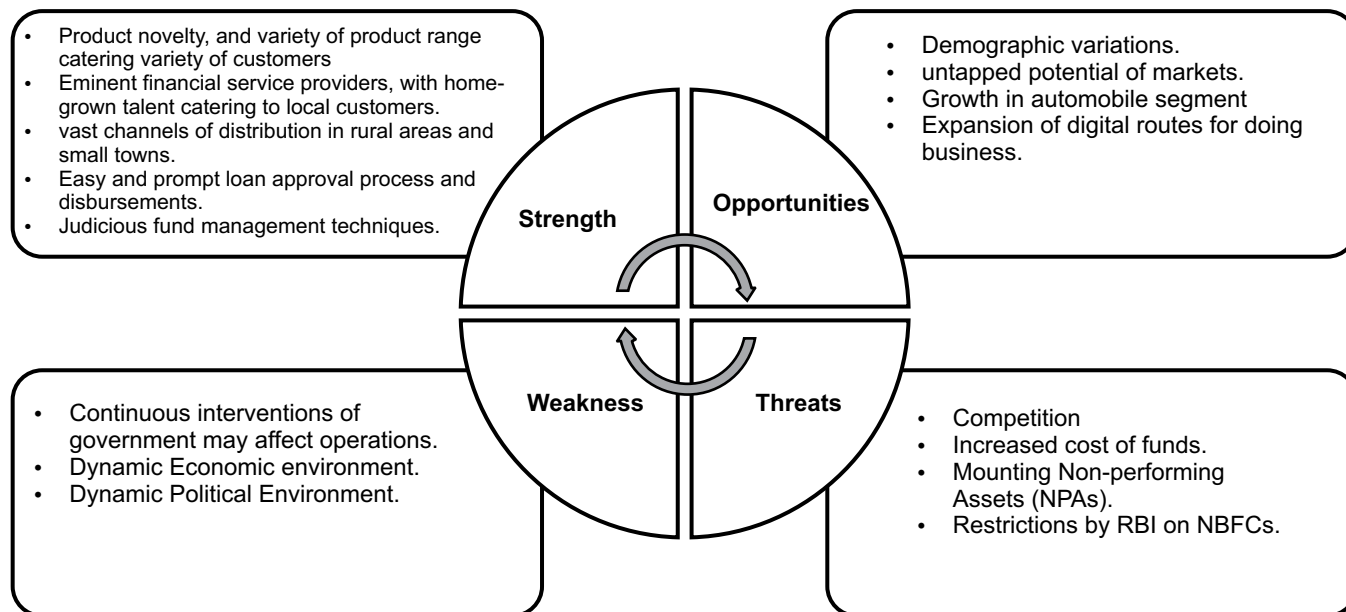 • Product novelty, and variety of product range
catering variety of customers
• Eminent financial service providers, with home-
grown talent catering to local customers.
• vast channels of distribution in rural areas and
small towns.
• Easy and prompt loan approval process and
disbursements.
• Judicious fund management techniques.
• Demographic variations.
• untapped potential of markets.
• Growth in automobile segment
• Expansion of digital routes for doing
business.
Strength
Opportunities
Weakness
Threats
• Continuous interventions of
government may affect operations.
• Dynamic Economic environment.
• Dynamic Political Environment.
• Competition
• Increased cost of funds.
• Mounting Non-performing
Assets (NPAs).
• Restrictions by RBI on NBFCs.